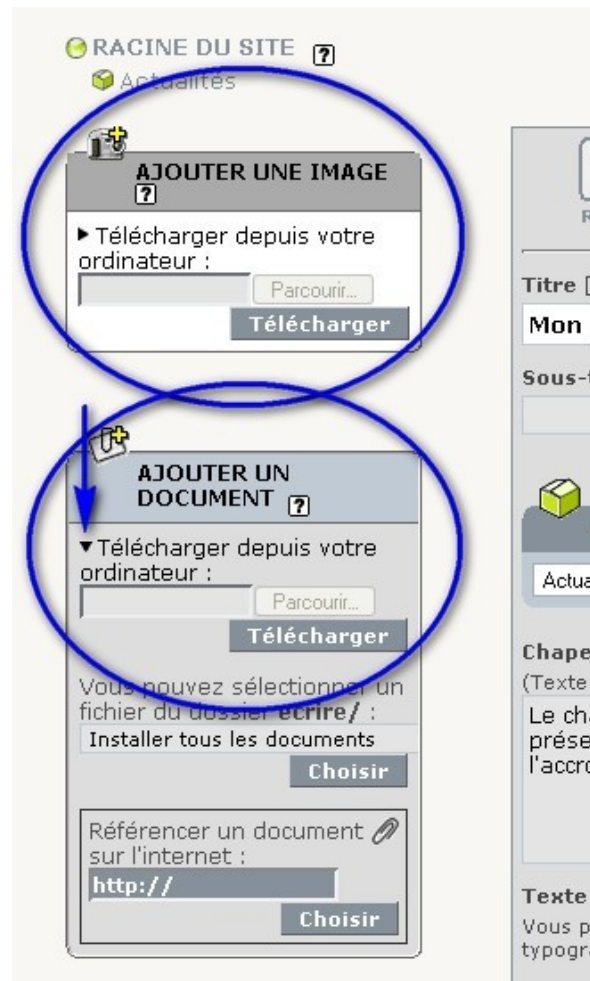 RACINE DU SITE ?
Actualités
AJOUTER UNE IMAGE
?
Télécharger depuis votre
ordinateur :
Parcourir...
Télécharger
AJOUTER UN
DOCUMENT ?
Télécharger depuis votre
ordinateur :
Parcourir...
Télécharger
Vous pouvez sélectionner un
fichier du dossier ecrire/ :
Installer tous les documents
Choisir
Référencer un document
sur l'internet :
http://
Choisir
R
Titre [
Mon
Sous-t
Actua
Chape
(Texte
Le cha
prése
l'accro
Texte
Vous p
typogra